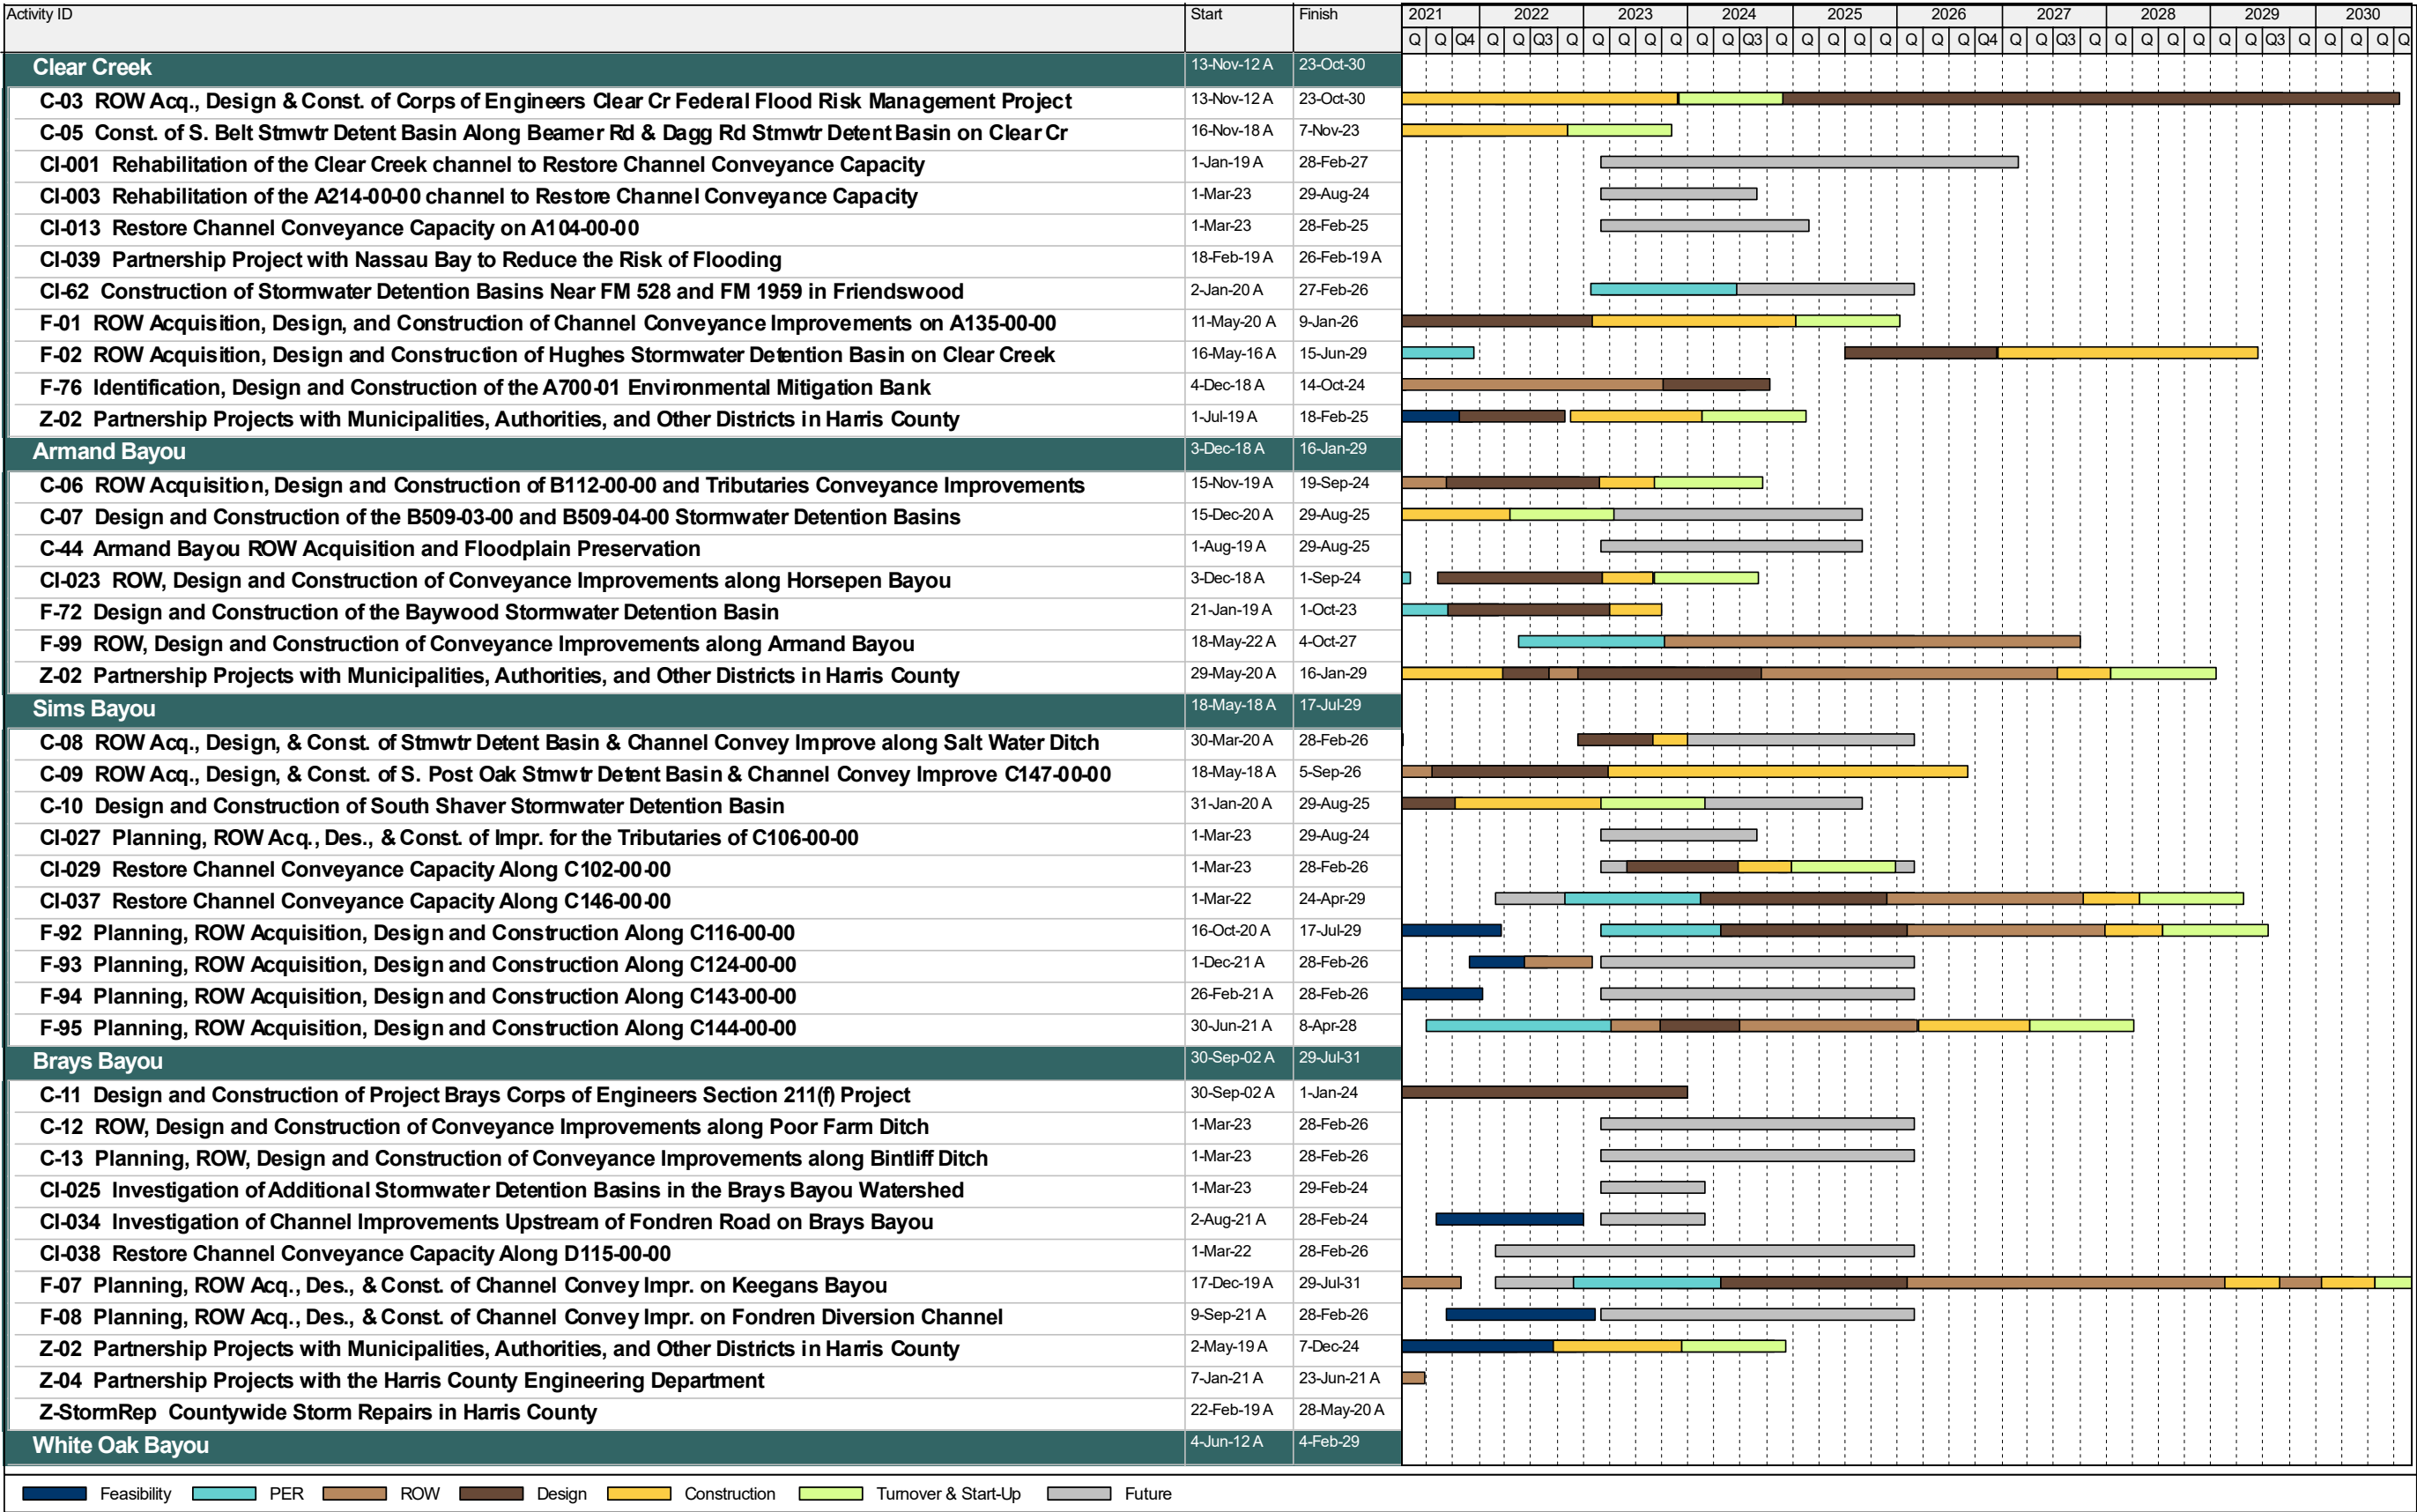 Activity ID Start Finish 2021 2022 2023 2024 2025 2026 2027 2028 2029 2030
Q Q Q4 Q Q Q3 Q Q Q Q Q Q Q Q3 Q Q Q Q Q Q Q Q Q4 Q Q Q3 Q Q Q Q Q Q Q Q3 Q Q Q Q Q
Clear Creek 13-Nov-12 A 23-Oct-30
C-03 ROW Acq., Design & Const. of Corps of Engineers Clear Cr Federal Flood Risk Management Project 13-Nov-12 A 23-Oct-30
C-05 Const. of S. Belt Stmwtr Detent Basin Along Beamer Rd & Dagg Rd Stmwtr Detent Basin on Clear Cr 16-Nov-18 A 7-Nov-23
CI-001 Rehabilitation of the Clear Creek channel to Restore Channel Conveyance Capacity 1-Jan-19 A 28-Feb-27
CI-003 Rehabilitation of the A214-00-00 channel to Restore Channel Conveyance Capacity 1-Mar-23 29-Aug-24
CI-013 Restore Channel Conveyance Capacity on A104-00-00 1-Mar-23 28-Feb-25
CI-039 Partnership Project with Nassau Bay to Reduce the Risk of Flooding 18-Feb-19 A 26-Feb-19 A
CI-62 Construction of Stormwater Detention Basins Near FM 528 and FM 1959 in Friendswood 2-Jan-20 A 27-Feb-26
F-01 ROW Acquisition, Design, and Construction of Channel Conveyance Improvements on A135-00-00 11-May-20 A 9-Jan-26
F-02 ROW Acquisition, Design and Construction of Hughes Stormwater Detention Basin on Clear Creek 16-May-16 A 15-Jun-29
F-76 Identification, Design and Construction of the A700-01 Environmental Mitigation Bank 4-Dec-18 A 14-Oct-24
Z-02 Partnership Projects with Municipalities, Authorities, and Other Districts in Harris County 1-Jul-19 A 18-Feb-25
Armand Bayou 3-Dec-18 A 16-Jan-29
C-06 ROW Acquisition, Design and Construction of B112-00-00 and Tributaries Conveyance Improvements 15-Nov-19 A 19-Sep-24
C-07 Design and Construction of the B509-03-00 and B509-04-00 Stormwater Detention Basins 15-Dec-20 A 29-Aug-25
C-44 Armand Bayou ROW Acquisition and Floodplain Preservation 1-Aug-19 A 29-Aug-25
CI-023 ROW, Design and Construction of Conveyance Improvements along Horsepen Bayou 3-Dec-18 A 1-Sep-24
F-72 Design and Construction of the Baywood Stormwater Detention Basin 21-Jan-19 A 1-Oct-23
F-99 ROW, Design and Construction of Conveyance Improvements along Armand Bayou 18-May-22 A 4-Oct-27
Z-02 Partnership Projects with Municipalities, Authorities, and Other Districts in Harris County 29-May-20 A 16-Jan-29
Sims Bayou 18-May-18 A 17-Jul-29
C-08 ROW Acq., Design, & Const. of Stmwtr Detent Basin & Channel Convey Improve along Salt Water Ditch 30-Mar-20 A 28-Feb-26
C-09 ROW Acq., Design, & Const. of S. Post Oak Stmwtr Detent Basin & Channel Convey Improve C147-00-00 18-May-18 A 5-Sep-26
C-10 Design and Construction of South Shaver Stormwater Detention Basin 31-Jan-20 A 29-Aug-25
CI-027 Planning, ROW Acq., Des., & Const. of Impr. for the Tributaries of C106-00-00 1-Mar-23 29-Aug-24
CI-029 Restore Channel Conveyance Capacity Along C102-00-00 1-Mar-23 28-Feb-26
CI-037 Restore Channel Conveyance Capacity Along C146-00-00 1-Mar-22 24-Apr-29
F-92 Planning, ROW Acquisition, Design and Construction Along C116-00-00 16-Oct-20 A 17-Jul-29
F-93 Planning, ROW Acquisition, Design and Construction Along C124-00-00 1-Dec-21 A 28-Feb-26
F-94 Planning, ROW Acquisition, Design and Construction Along C143-00-00 26-Feb-21 A 28-Feb-26
F-95 Planning, ROW Acquisition, Design and Construction Along C144-00-00 30-Jun-21 A 8-Apr-28
Brays Bayou 30-Sep-02 A 29-Jul-31
C-11 Design and Construction of Project Brays Corps of Engineers Section 211(f) Project 30-Sep-02 A 1-Jan-24
C-12 ROW, Design and Construction of Conveyance Improvements along Poor Farm Ditch 1-Mar-23 28-Feb-26
C-13 Planning, ROW, Design and Construction of Conveyance Improvements along Bintliff Ditch 1-Mar-23 28-Feb-26
CI-025 Investigation of Additional Stormwater Detention Basins in the Brays Bayou Watershed 1-Mar-23 29-Feb-24
CI-034 Investigation of Channel Improvements Upstream of Fondren Road on Brays Bayou 2-Aug-21 A 28-Feb-24
CI-038 Restore Channel Conveyance Capacity Along D115-00-00 1-Mar-22 28-Feb-26
F-07 Planning, ROW Acq., Des., & Const. of Channel Convey Impr. on Keegans Bayou 17-Dec-19 A 29-Jul-31
F-08 Planning, ROW Acq., Des., & Const. of Channel Convey Impr. on Fondren Diversion Channel 9-Sep-21 A 28-Feb-26
Z-02 Partnership Projects with Municipalities, Authorities, and Other Districts in Harris County 2-May-19 A 7-Dec-24
Z-04 Partnership Projects with the Harris County Engineering Department 7-Jan-21 A 23-Jun-21 A
Z-StormRep Countywide Storm Repairs in Harris County 22-Feb-19 A 28-May-20 A
White Oak Bayou 4-Jun-12 A 4-Feb-29
Feasibility PER ROW Design Construction Turnover & Start-Up Future